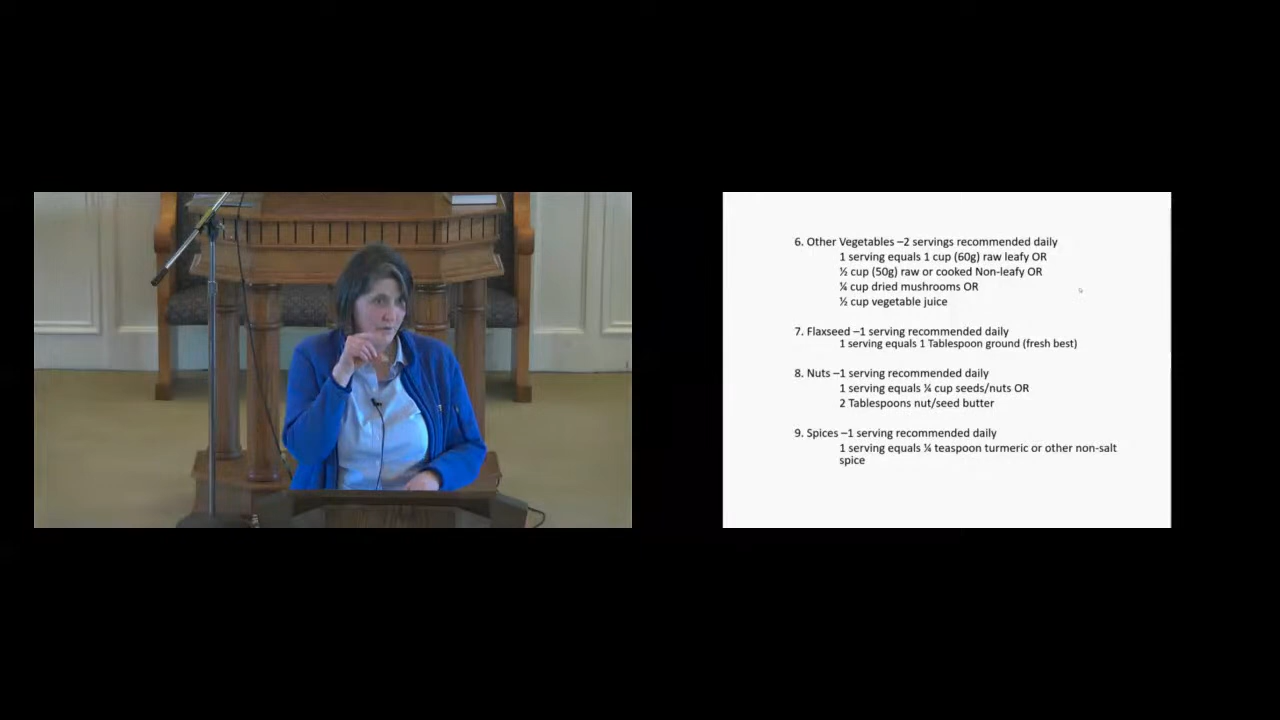 6. Other Vegetables –2 servings recommended daily
1 serving equals 1 cup (60g) raw leafy OR
½ cup (50g) raw or cooked Non-leafy OR
¼ cup dried mushrooms OR
½ cup vegetable juice
7. Flaxseed –1 serving recommended daily
1 serving equals 1 Tablespoon ground (fresh best)
8. Nuts –1 serving recommended daily
1 serving equals ¼ cup seeds/nuts OR
2 Tablespoons nut/seed butter
9. Spices –1 serving recommended daily
1 serving equals ¼ teaspoon turmeric or other non-salt
spice